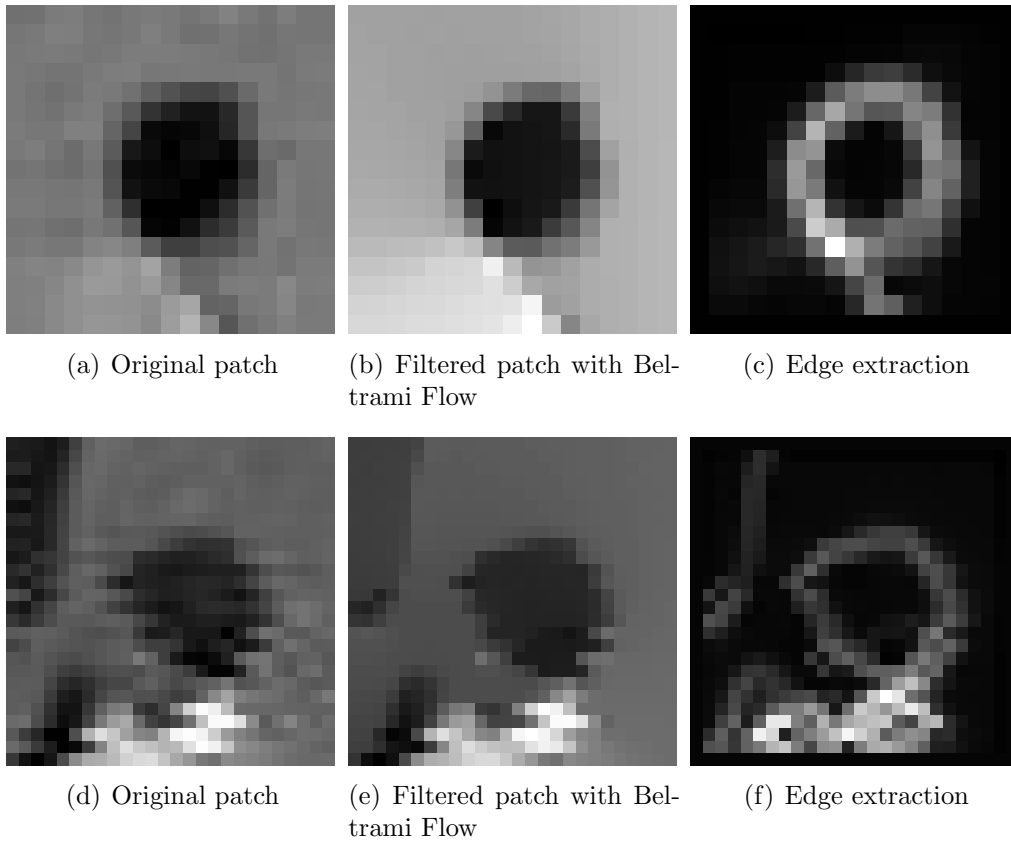 (a) Original patch
(b) Filtered patch with Bel-
trami Flow
(c) Edge extraction
(d) Original patch
(e) Filtered patch with Bel-
trami Flow
(f) Edge extraction